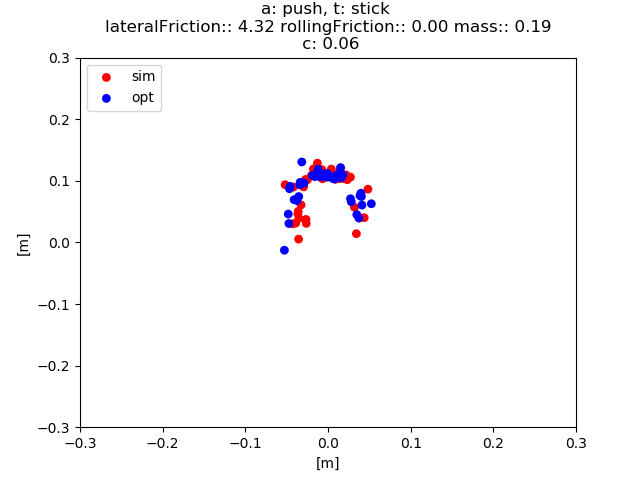 a: push, t: stick
lateralFriction:: 4.32 rollingFriction:: 0.00 mass:: 0.19
c: 0.06
sim
opt
0.3
0.2
0.1
0.0
−0.1
−0.2
−0.3
[m]
−0.3
−0.2
−0.1
0.0
0.1
0.2
0.3
[m]